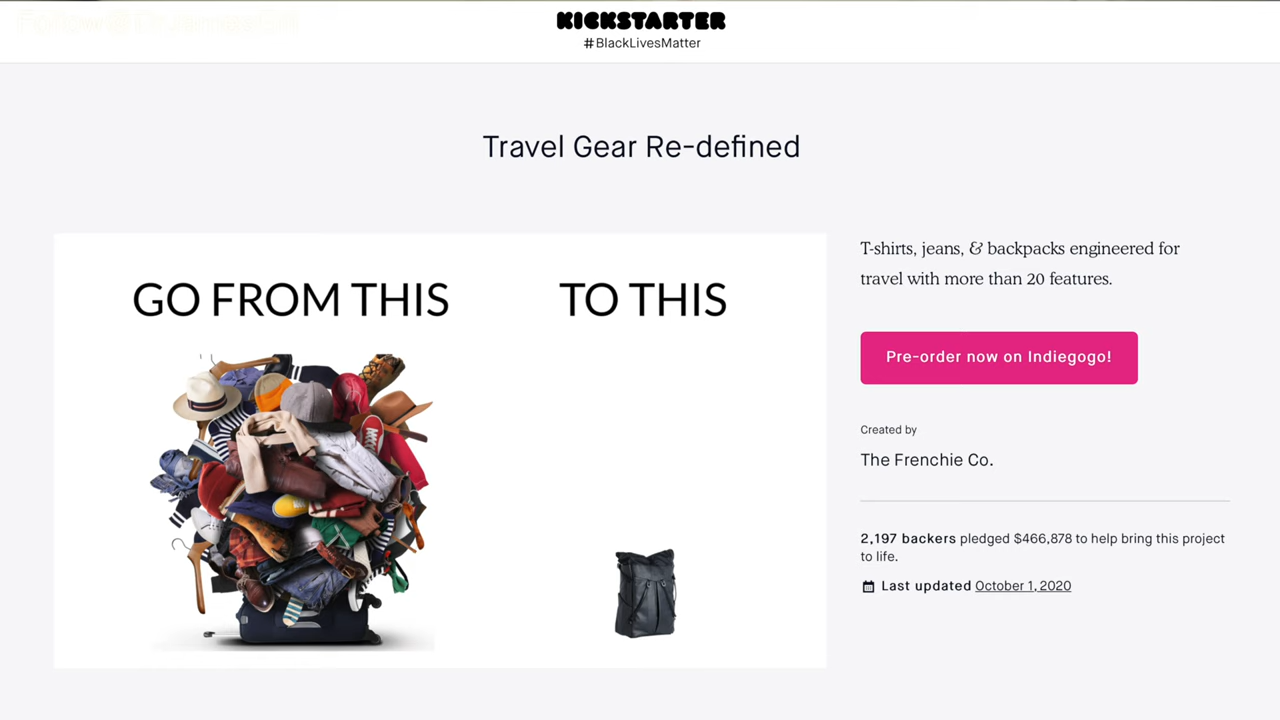 KICKSTARTER
#BlackLivesMatter
Travel Gear Re-defined
GO FROM THIS
TO THIS
T-shirts, jeans, & backpacks engineered for
travel with more than 20 features.
Pre-order now on Indiegogo!
Created by
The Frenchie Co.
2,197 backers pledged $466,878 to help bring this project
to life.
Last updated October 1, 2020